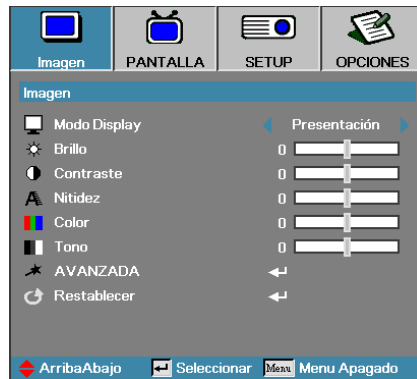 Imagen PANTALLA SETUP OPCIONES
Imagen
Modo Display Presentación
Brillo 0
Contraste 0
Nitidez 0
Color 0
Tono 0
AVANZADA
Restablecer
ArribaAbajo Seleccionar Menu Menu Apagado